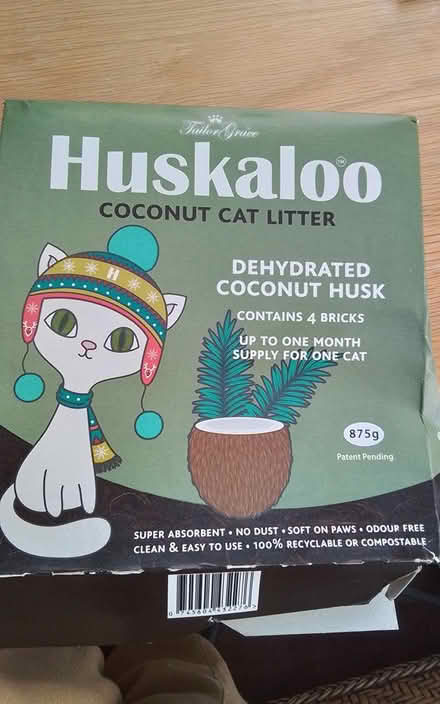 Tailor Grace
Huskaloo™
COCONUT CAT LITTER
H
DEHYDRATED
COCONUT HUSK
CONTAINS 4 BRICKS
UP TO ONE MONTH
SUPPLY FOR ONE CAT
875g
Patent Pending
SUPER ABSORBENT • NO DUST • SOFT ON PAWS • ODOUR FREE
CLEAN & EASY TO USE • 100% RECYCLABLE OR COMPOSTABLE